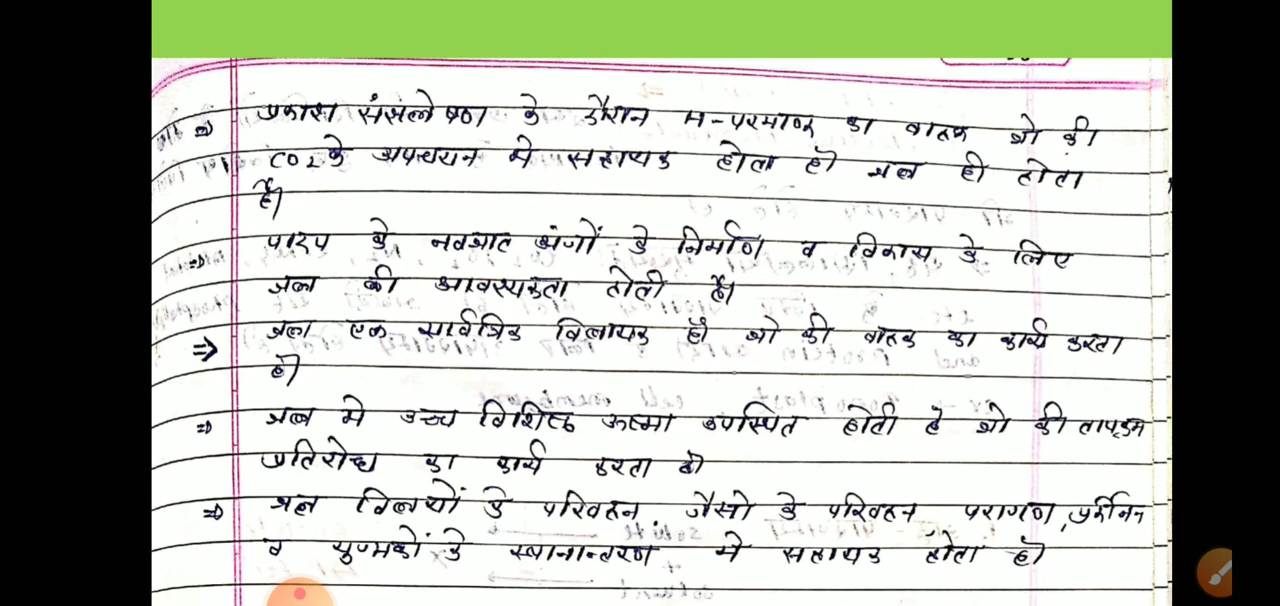 ⇒ प्रकाश संसलेषण के दौरान H-परमाणु का वाहक जो की
CO2 के अपचयन मे सहायक होता है जल ही होता
है।
⇒ पादप के नवजात अंगों के निर्माण व विकास के लिए
जल की आवश्यकता होती है।
⇒ जल एक सार्वत्रिक विलायक है जो की वाहक का कार्य करता
है।
⇒ जल मे उच्च विशिष्ट ऊष्मा उपस्थित होती है जो की तापक्रम
प्रतिरोध का कार्य करता है
⇒ जल विलयों के परिवहन, गैसो के परिवहन परागण,
व युग्मकों के स्थानान्तरण मे सहायक होता है